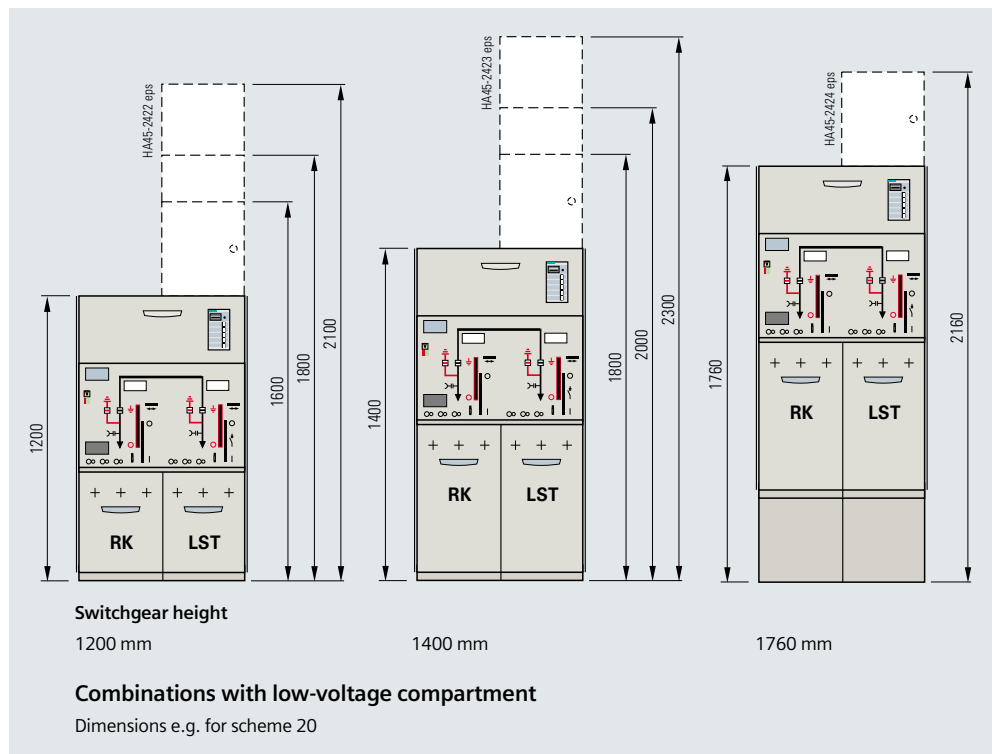 HA45-2422 eps
1200
1600
1800
2100
RK LST
HA45-2423 eps
1400
1800
2000
2300
RK LST
HA45-2424 eps
1760
2160
RK LST
Switchgear height
1200 mm 1400 mm 1760 mm
Combinations with low-voltage compartment
Dimensions e.g. for scheme 20